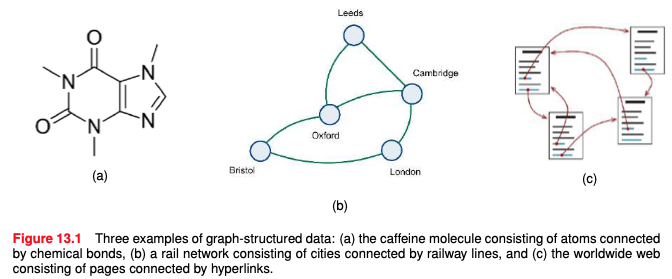 O
N
N
O
N
N
(a)
Leeds
Cambridge
Oxford
Bristol
London
(b)
(c)
Figure 13.1 Three examples of graph-structured data: (a) the caffeine molecule consisting of atoms connected
by chemical bonds, (b) a rail network consisting of cities connected by railway lines, and (c) the worldwide web
consisting of pages connected by hyperlinks.